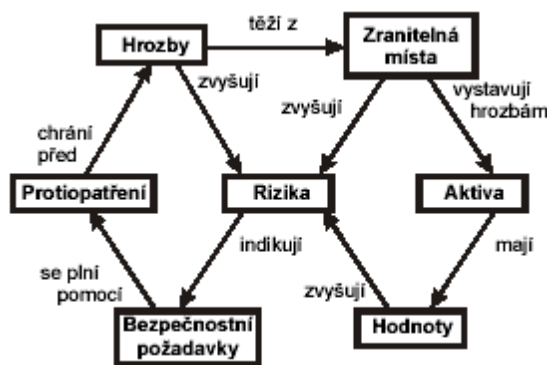 těží z
Hrozby
Zranitelná
místa
zvyšují
zvyšují
vystavují
hrozbám
chrání
před
Protiopatření
Rizika
Aktiva
indikují
mají
se plní
pomocí
zvyšují
Bezpečnostní
požadavky
Hodnoty